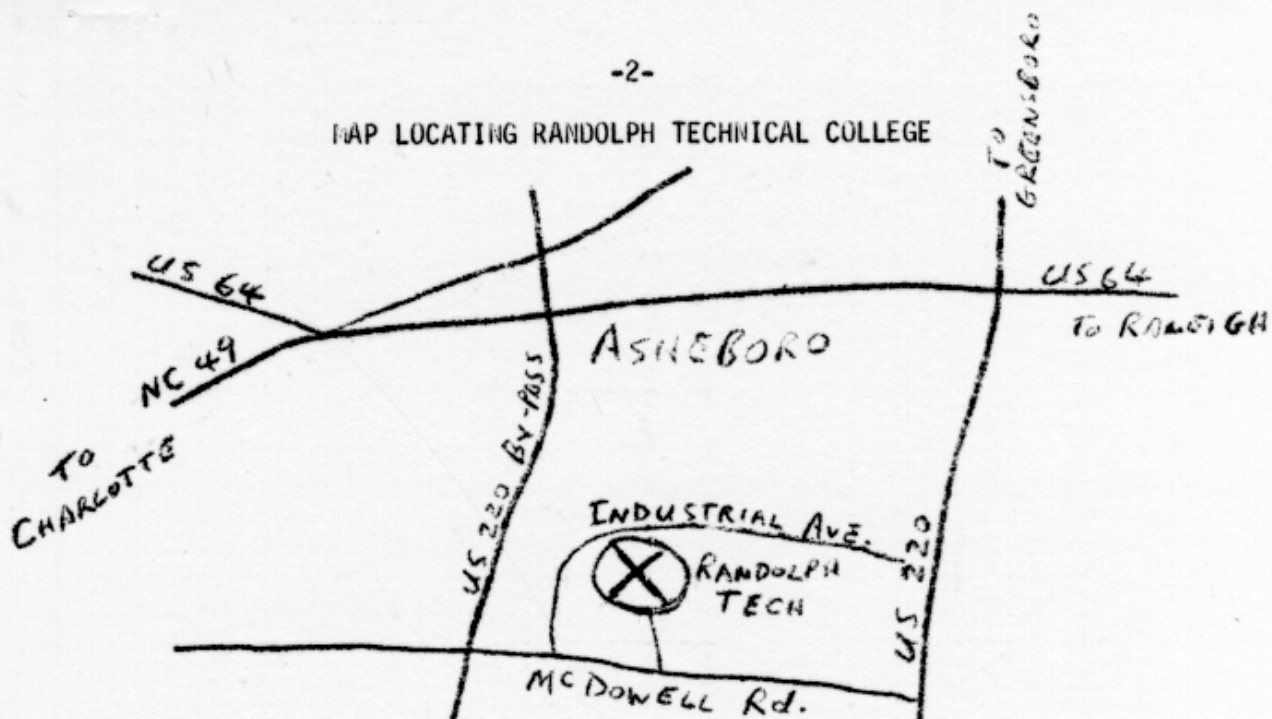 -2-
MAP LOCATING RANDOLPH TECHNICAL COLLEGE
TO
GREENSBORO
US 64
US 64
TO RALEIGH
NC 49
ASHEBORO
TO
CHARLOTTE
US 220 BY-PASS
INDUSTRIAL AVE.
RANDOLPH
TECH
US 220
MCDOWELL Rd.